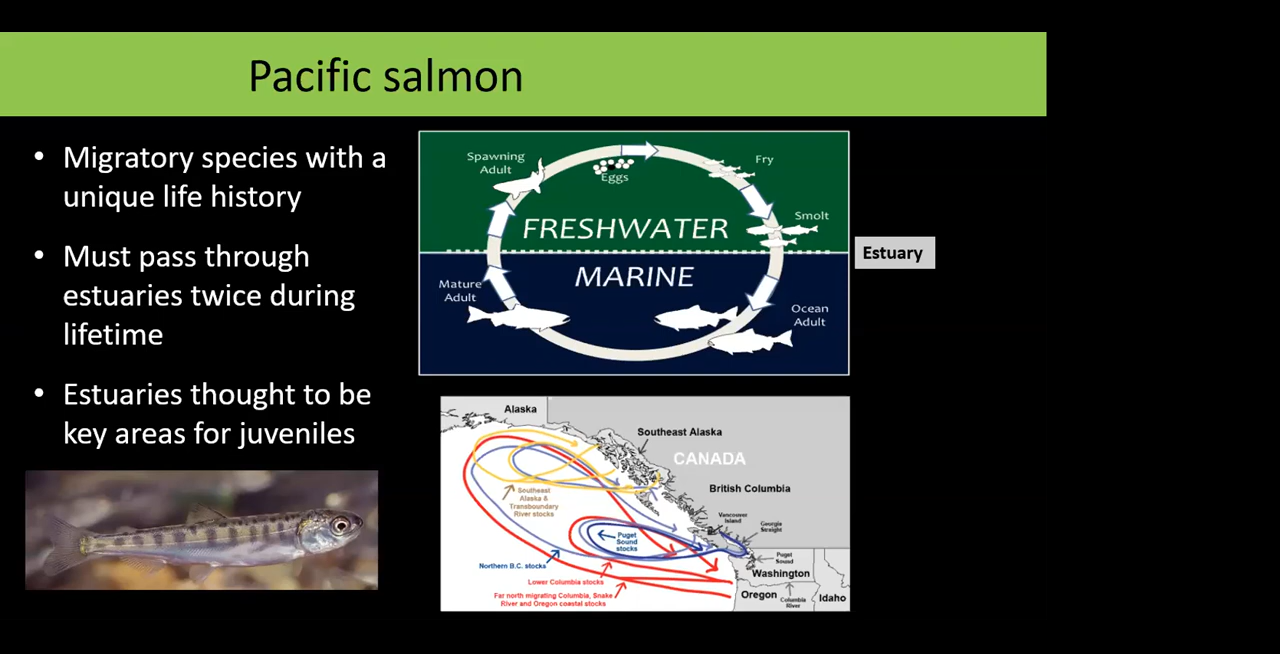 Pacific salmon
• Migratory species with a
unique life history
• Must pass through
estuaries twice during
lifetime
• Estuaries thought to be
key areas for juveniles
Spawning
Adult
Eggs
Fry
Smolt
FRESHWATER
MARINE
Mature
Adult
Ocean
Adult
Estuary
Alaska
Southeast Alaska
CANADA
British Columbia
Southeast
Alaska &
Transboundary
River stocks
Vancouver
Island
Georgia
Straight
Puget
Sound
stocks
Northern B.C. stocks
Puget
Sound
Washington
Lower Columbia stocks
Far north migrating Columbia, Snake
River and Oregon coastal stocks
Oregon
Columbia
River
Idaho